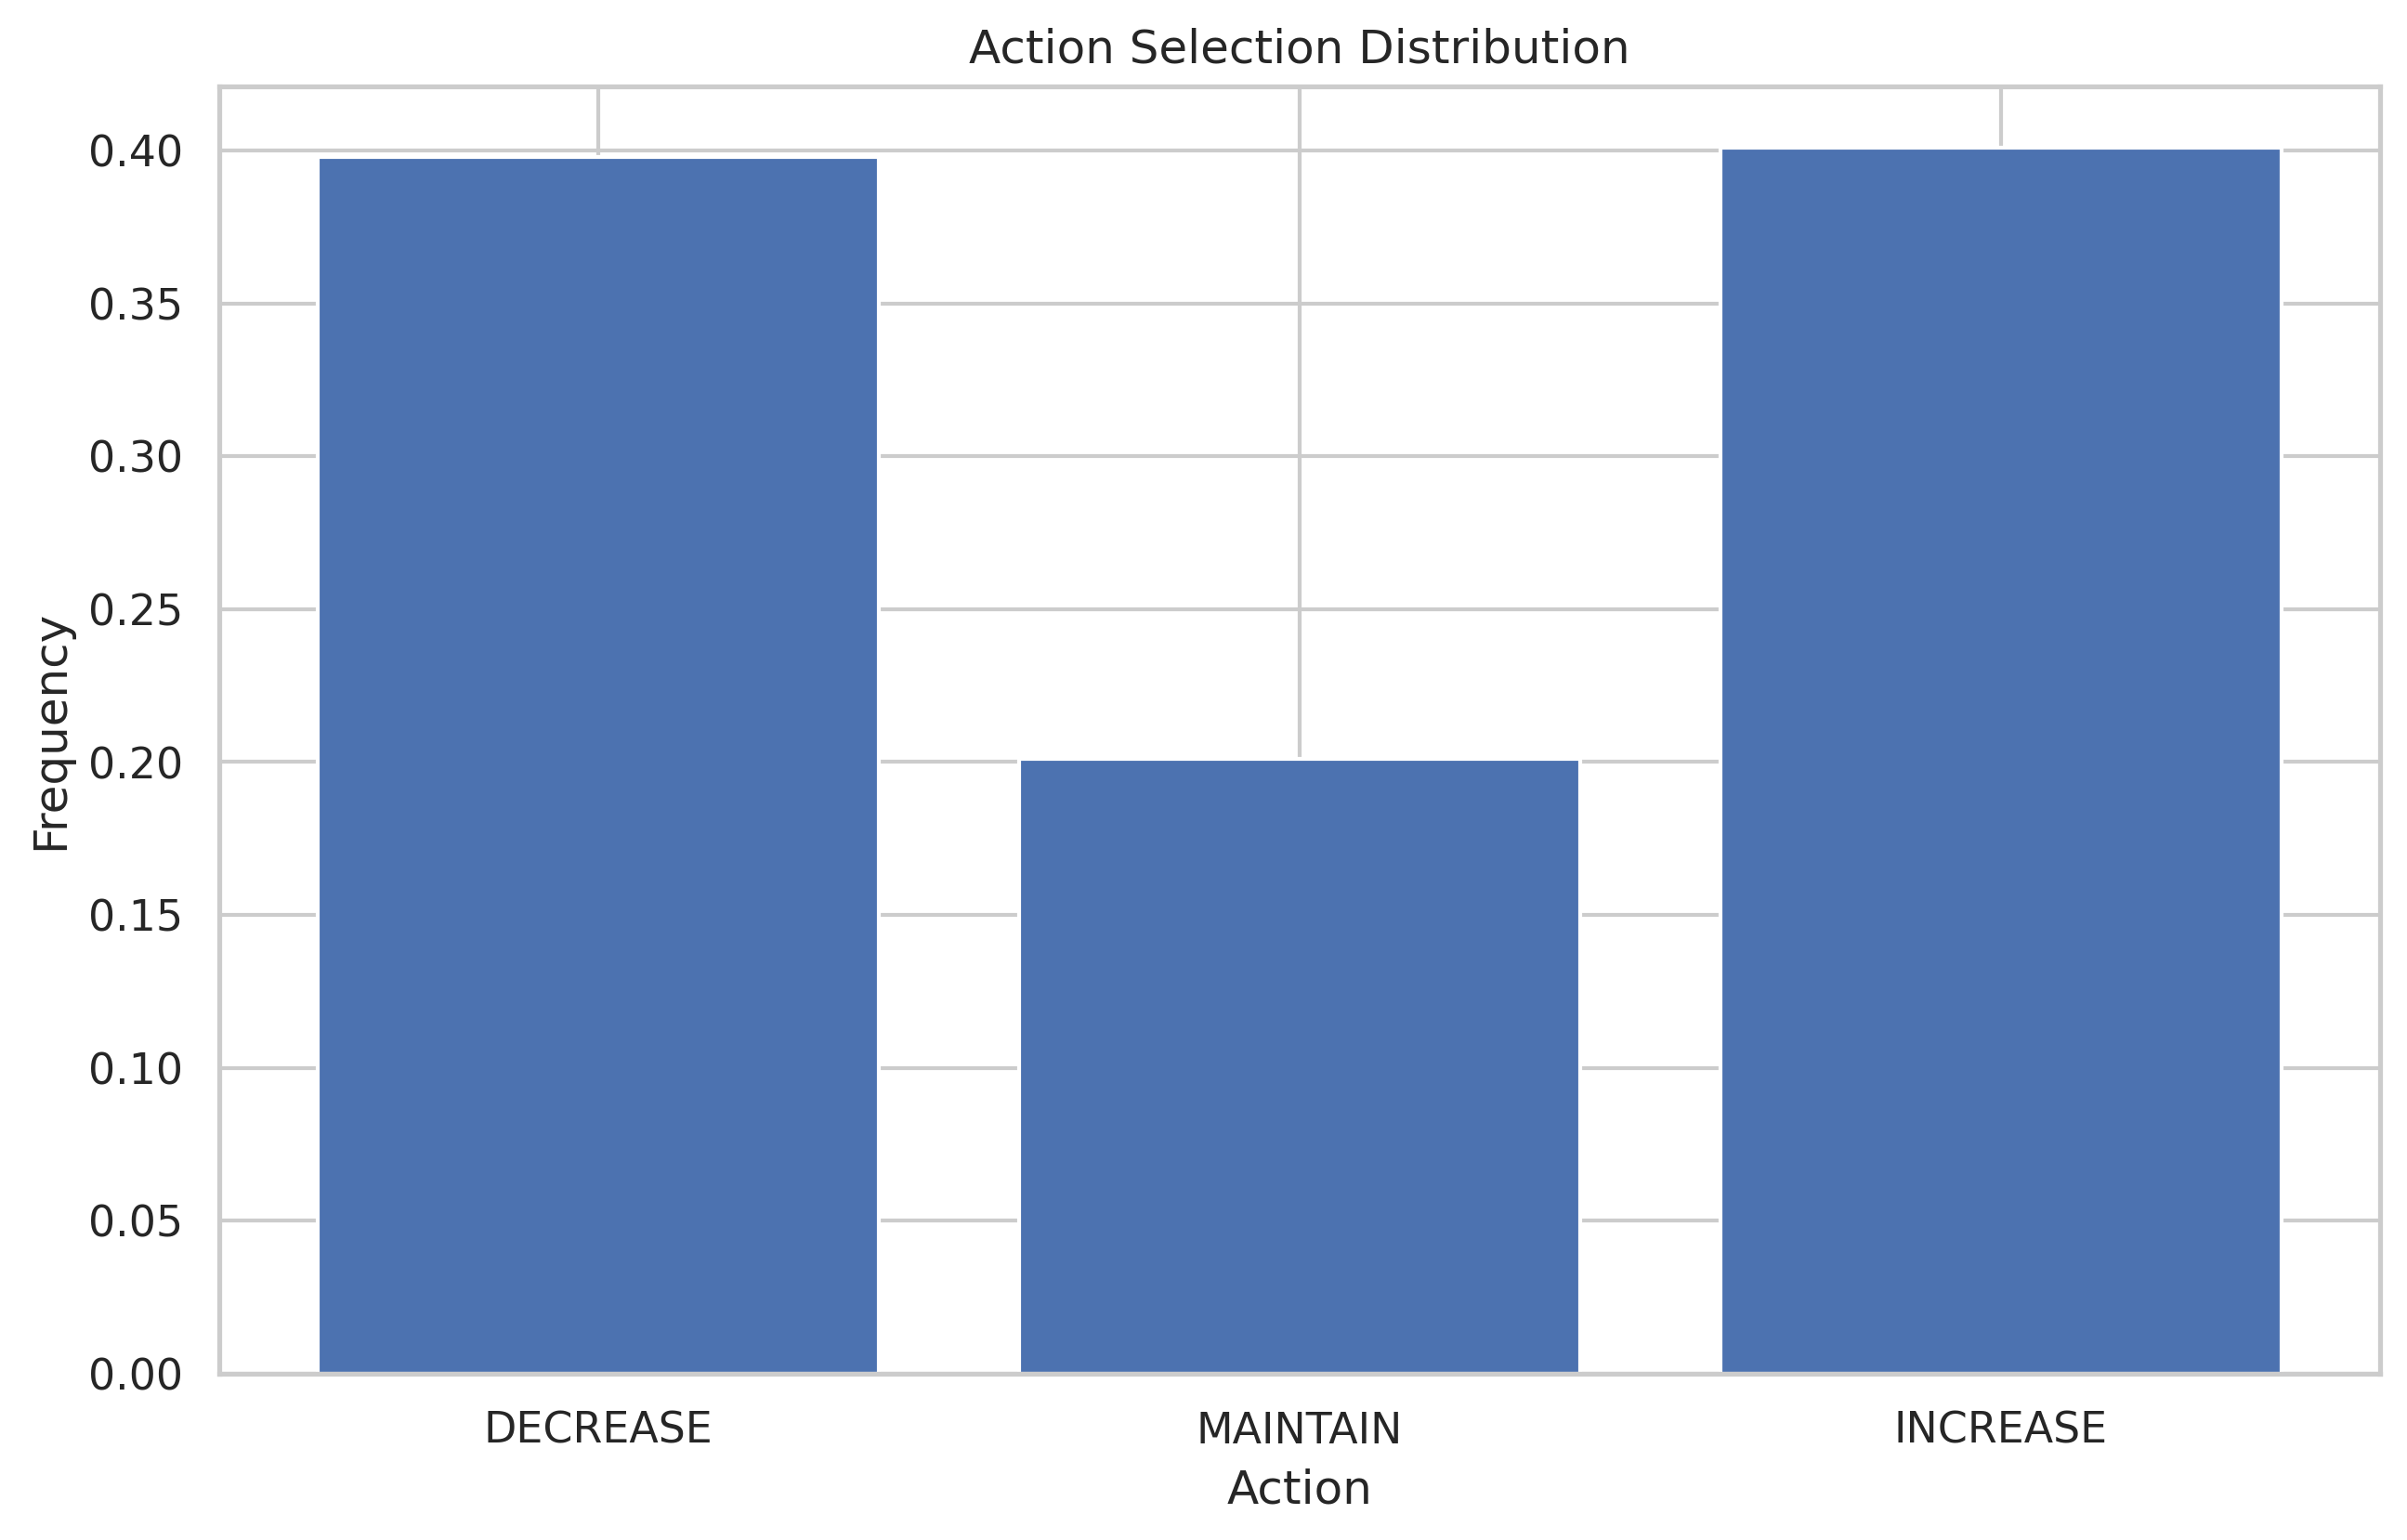 Action Selection Distribution
Frequency
0.40
0.35
0.30
0.25
0.20
0.15
0.10
0.05
0.00
DECREASE
MAINTAIN
INCREASE
Action